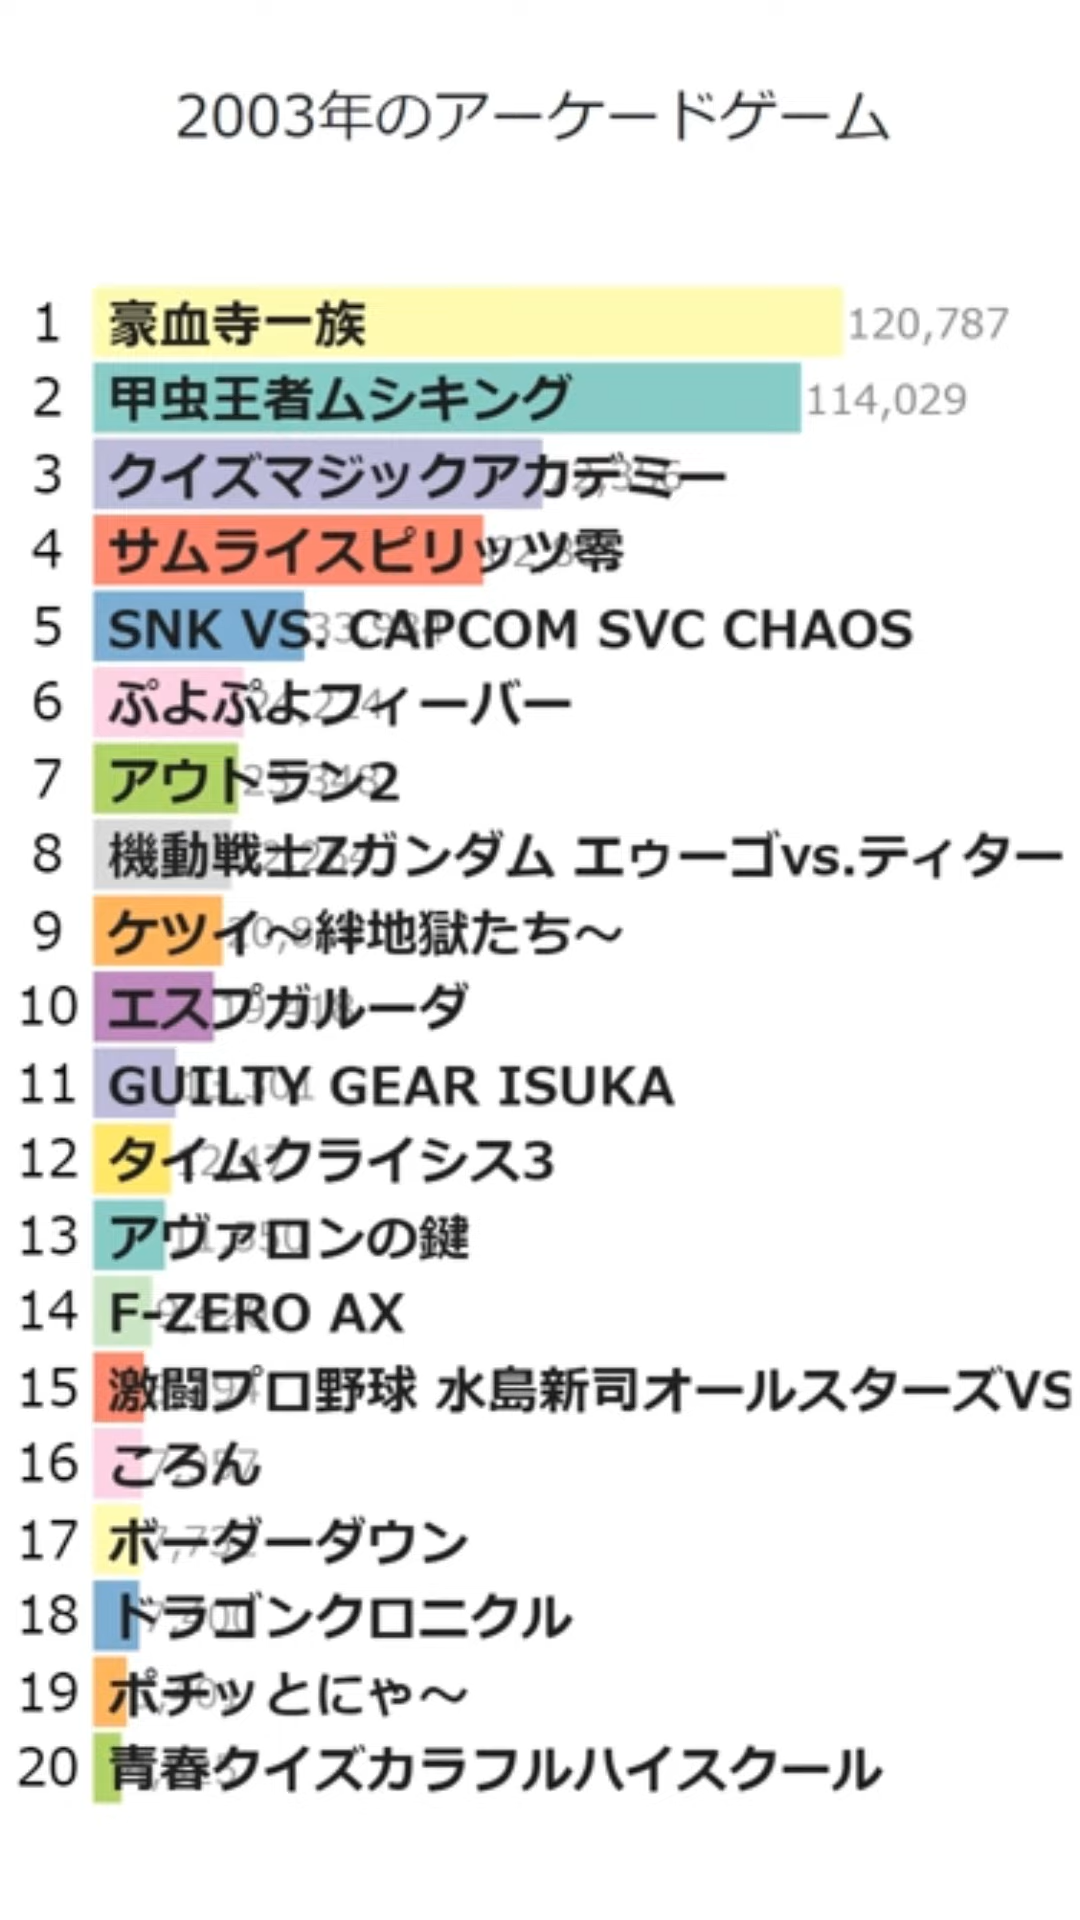 2003年のアーケードゲーム
1 豪血寺一族 120,787
2 甲虫王者ムシキング 114,029
3 クイズマジックアカデミー
4 サムライスピリッツ零
5 SNK VS. CAPCOM SVC CHAOS
6 ぷよぷよフィーバー
7 アウトラン2
8 機動戦士Zガンダム エゥーゴvs.ティター
9 ケツイ～絆地獄たち～
10 エスプガルーダ
11 GUILTY GEAR ISUKA
12 タイムクライシス3
13 アヴァロンの鍵
14 F-ZERO AX
15 激闘プロ野球 水島新司オールスターズVS
16 ころん
17 ボーダーダウン
18 ドラゴンクロニクル
19 ポチッとにゃ～
20 青春クイズカラフルハイスクール